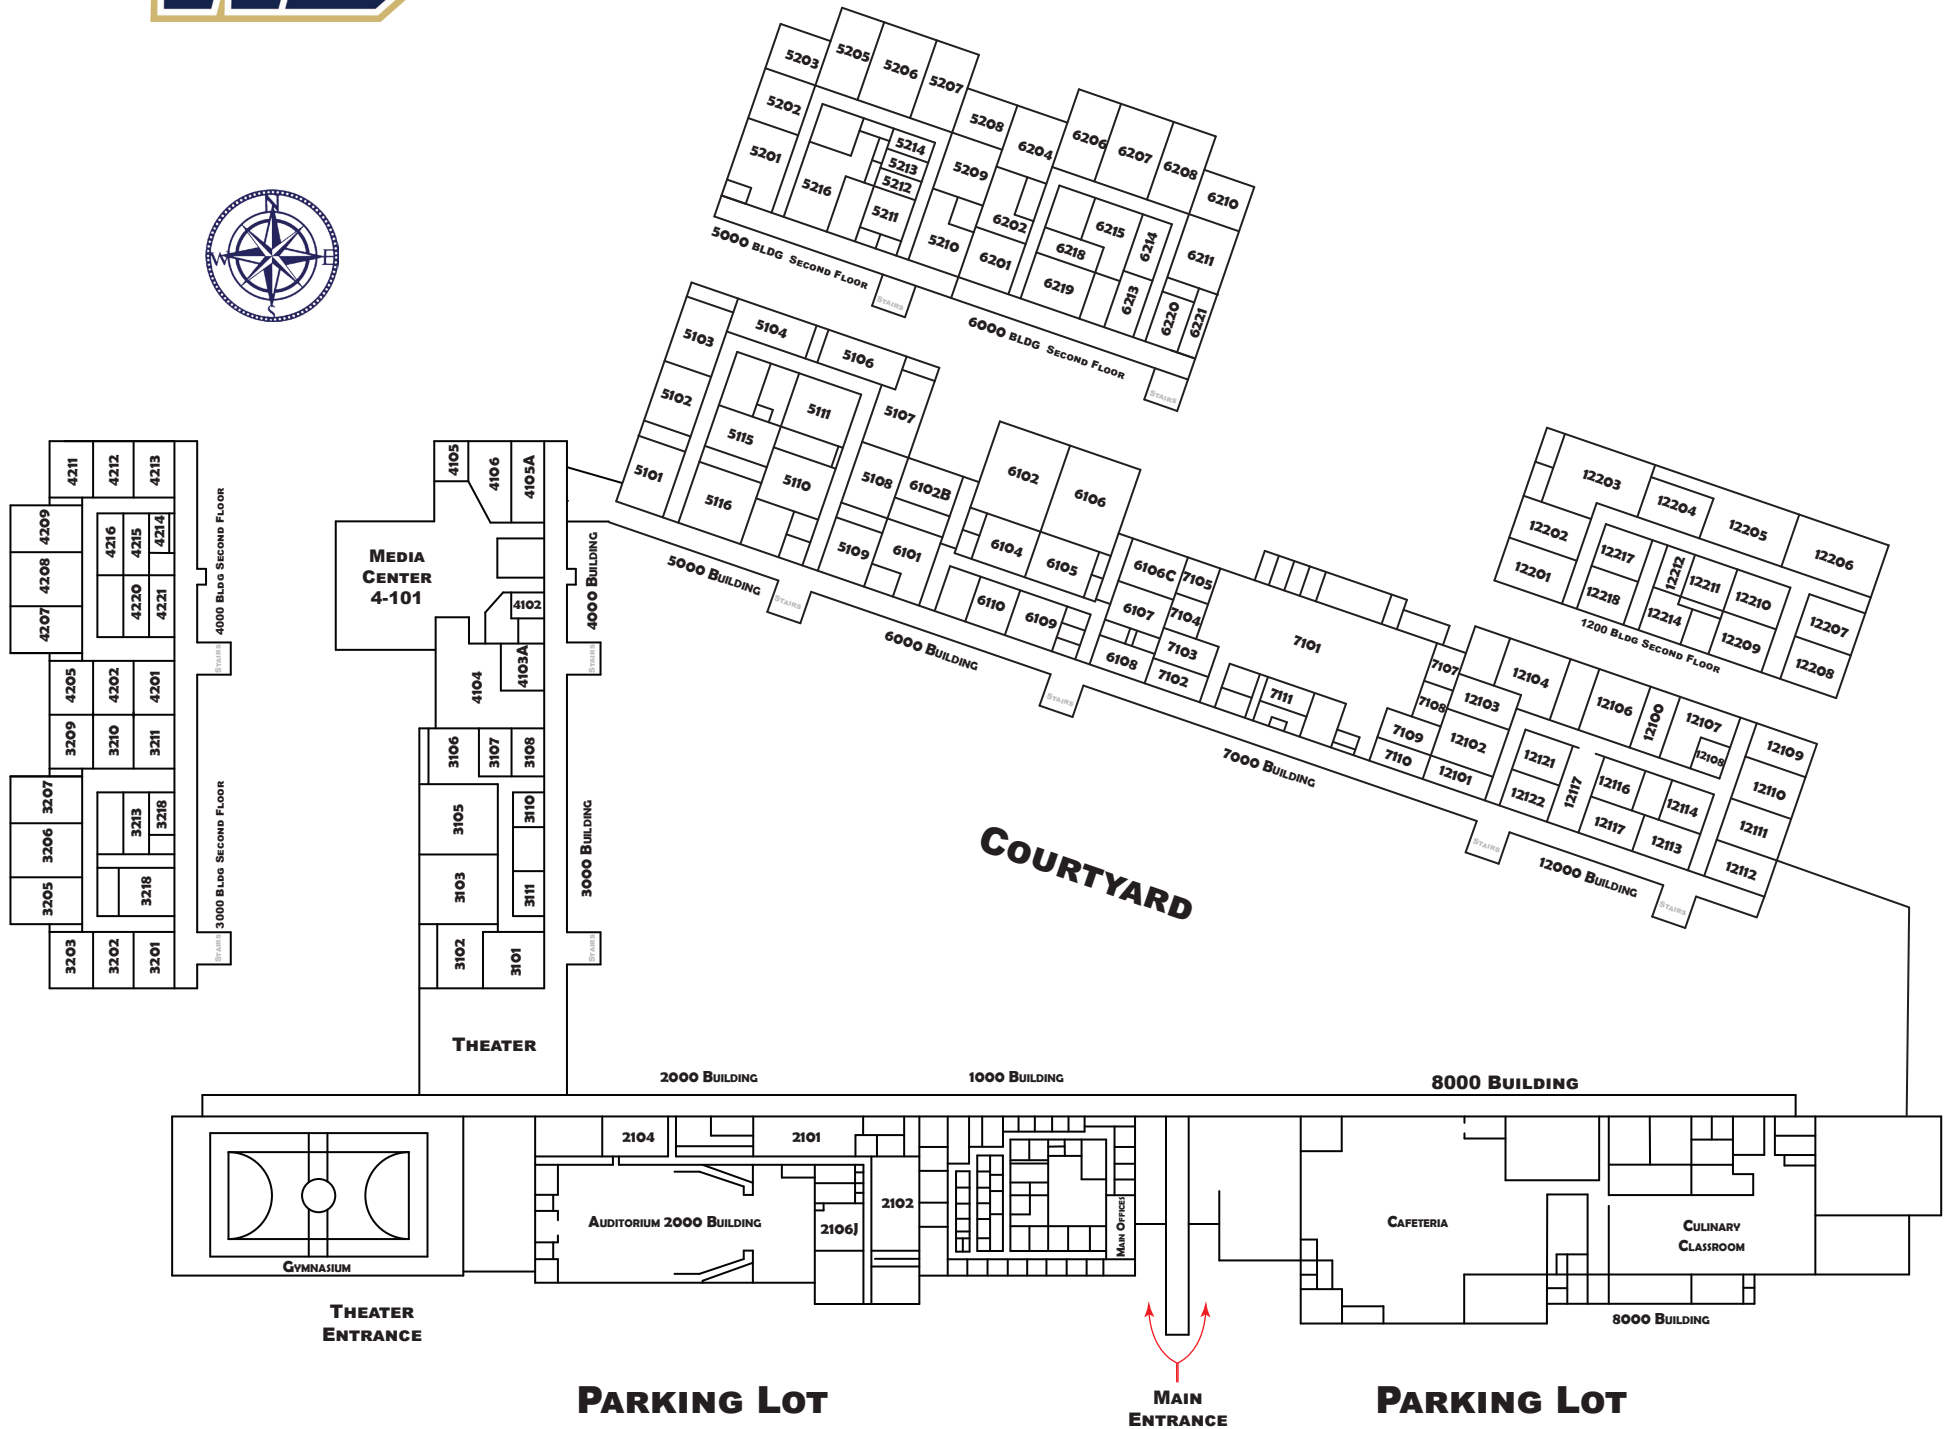 5203
5205
5206
5207
5202
5201
5208
5214
5213
5212
5216
5211
5209
5210
6204
6206
6207
6208
6210
6202
6201
6215
6214
6218
6219
6213
6211
6220
6221
5000 BLDG SECOND FLOOR
STAIRS
6000 BLDG SECOND FLOOR
STAIRS
N
W
E
S
5103
5104
5106
5102
5111
5107
5115
5101
5110
5116
5108
6102B
5109
6101
6102
6106
6104
6105
6110
6109
6106C
7105
6107
7104
7103
6108
7102
7101
7111
7107
7108
7109
7110
5000 BUILDING
STAIRS
6000 BUILDING
STAIRS
7000 BUILDING
12203
12204
12205
12206
12202
12201
12217
12212
12211
12210
12218
12214
12209
12207
12208
1200 BLDG SECOND FLOOR
12104
12103
12102
12101
12106
12100
12107
12108
12109
12121
12122
12117
12116
12114
12117
12113
12110
12111
12112
STAIRS
12000 BUILDING
STAIRS
4211
4212
4213
4209
4216
4215
4214
4208
4220
4221
4207
4205
4202
4201
4000 BLDG SECOND FLOOR
STAIRS
3209
3210
3211
3207
3213
3218
3206
3205
3218
3203
3202
3201
3000 BLDG SECOND FLOOR
STAIRS
4105
4106
4105A
MEDIA
CENTER
4-101
4102
4103A
4104
4000 BUILDING
STAIRS
3106
3107
3108
3105
3110
3103
3111
3102
3101
3000 BUILDING
STAIRS
THEATER
COURTYARD
2000 BUILDING
1000 BUILDING
8000 BUILDING
2104
2101
2102
2106J
AUDITORIUM 2000 BUILDING
GYMNASIUM
MAIN OFFICES
CAFETERIA
CULINARY
CLASSROOM
8000 BUILDING
THEATER
ENTRANCE
PARKING LOT
MAIN
ENTRANCE
PARKING LOT